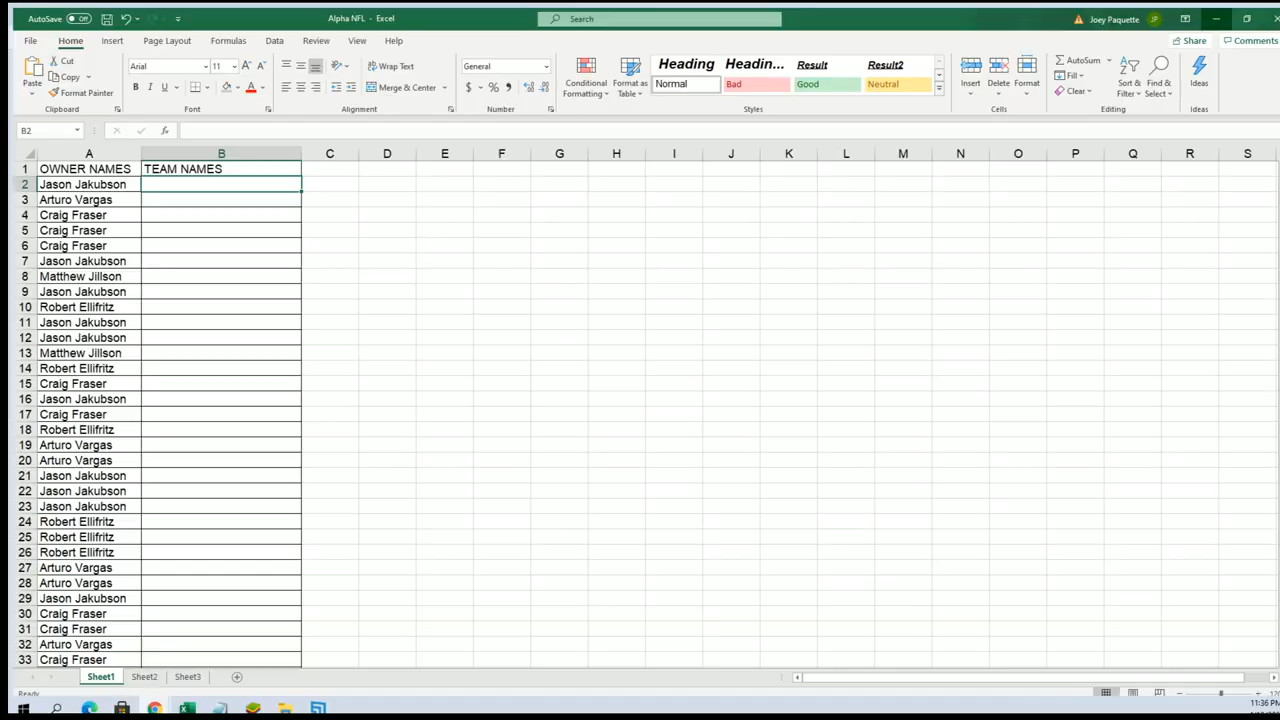 AutoSave Off Alpha NFL - Excel Search Joey Paquette JP
File Home Insert Page Layout Formulas Data Review View Help Share Comments
Cut Arial 11 Wrap Text General Heading Headin... Result Result2 AutoSum
Copy Fill
Paste Format Painter B I U Merge & Center $ % Conditional Formatting Format as Table Normal Bad Good Neutral Insert Delete Format Clear Sort & Filter Find & Select Ideas
Clipboard Font Alignment Number Styles Cells Editing Ideas
B2 fx
A B C D E F G H I J K L M N O P Q R S
1 OWNER NAMES TEAM NAMES
2 Jason Jakubson
3 Arturo Vargas
4 Craig Fraser
5 Craig Fraser
6 Craig Fraser
7 Jason Jakubson
8 Matthew Jillson
9 Jason Jakubson
10 Robert Ellifritz
11 Jason Jakubson
12 Jason Jakubson
13 Matthew Jillson
14 Robert Ellifritz
15 Craig Fraser
16 Jason Jakubson
17 Craig Fraser
18 Robert Ellifritz
19 Arturo Vargas
20 Arturo Vargas
21 Jason Jakubson
22 Jason Jakubson
23 Jason Jakubson
24 Robert Ellifritz
25 Robert Ellifritz
26 Robert Ellifritz
27 Arturo Vargas
28 Arturo Vargas
29 Jason Jakubson
30 Craig Fraser
31 Craig Fraser
32 Arturo Vargas
33 Craig Fraser
Sheet1 Sheet2 Sheet3
Ready
11:36 PM